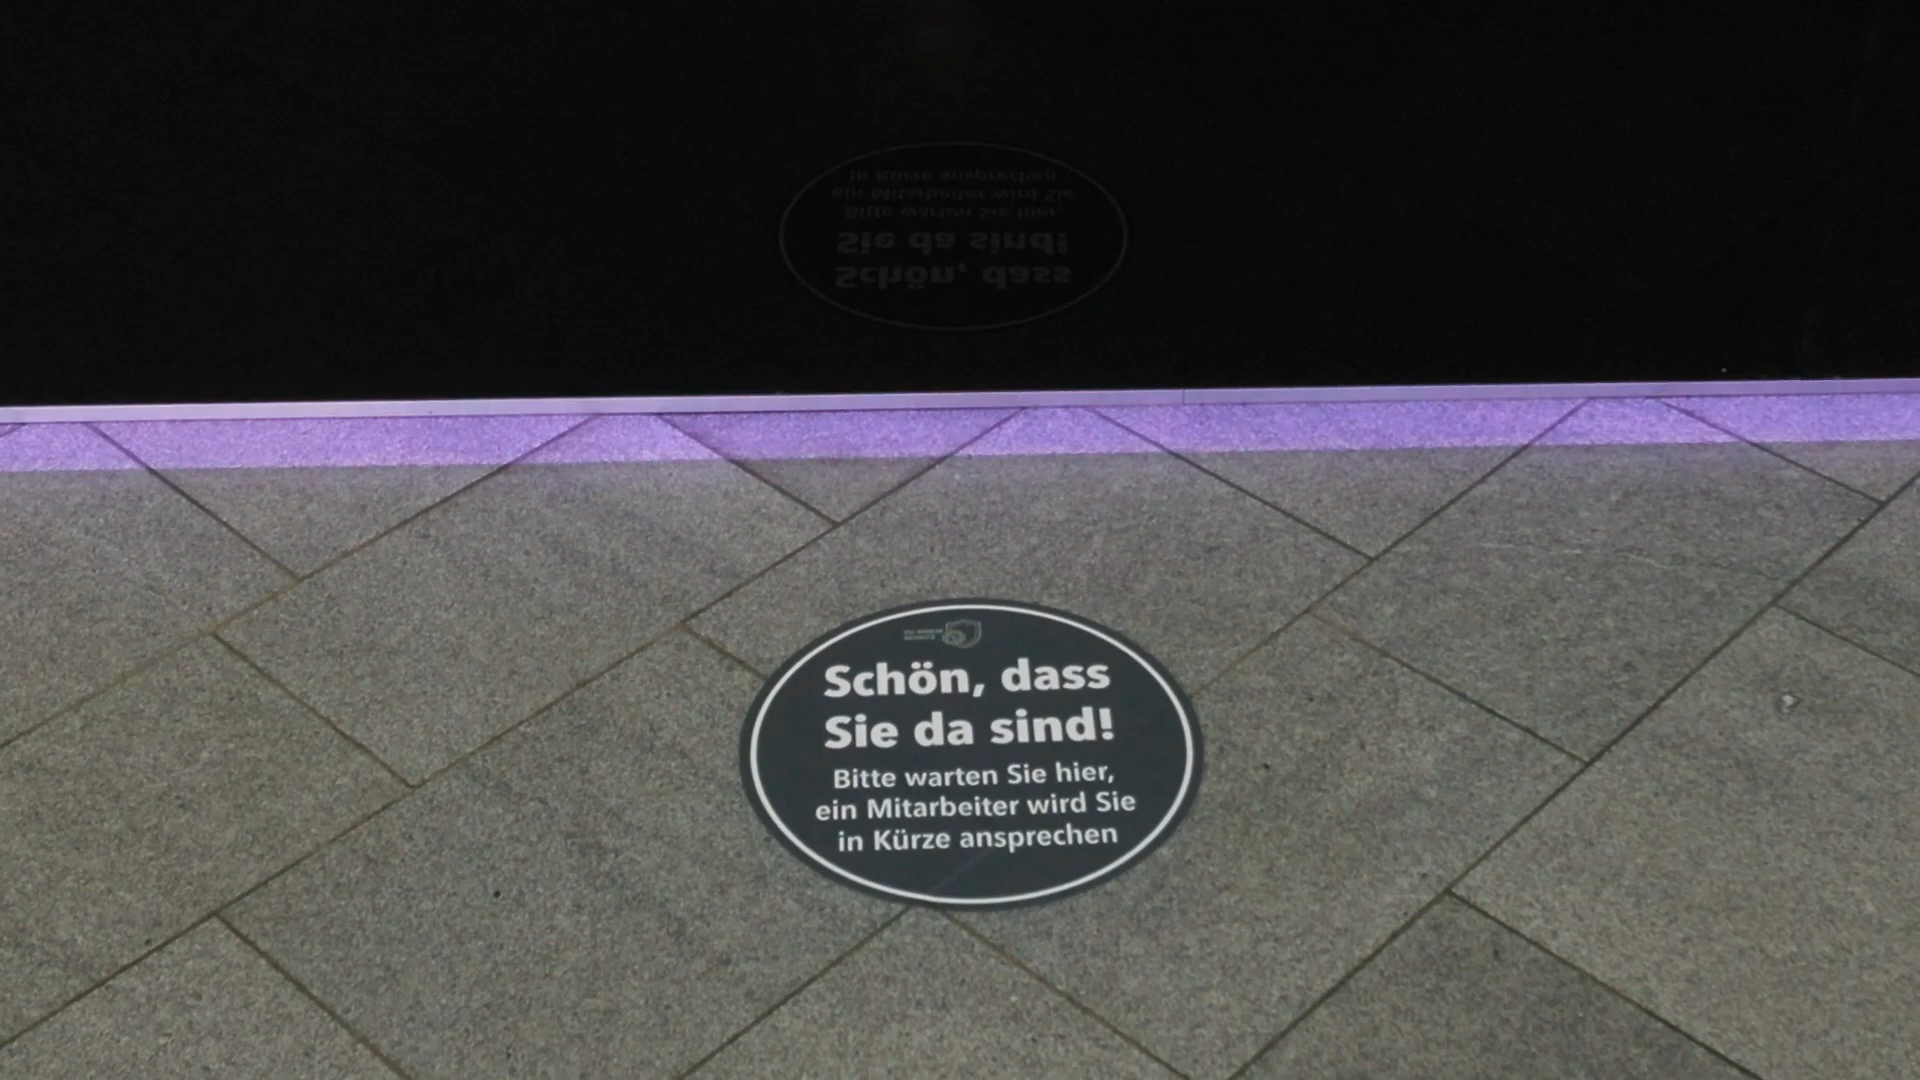 Schön, dass
Sie da sind!
Bitte warten Sie hier,
ein Mitarbeiter wird Sie
in Kürze ansprechen